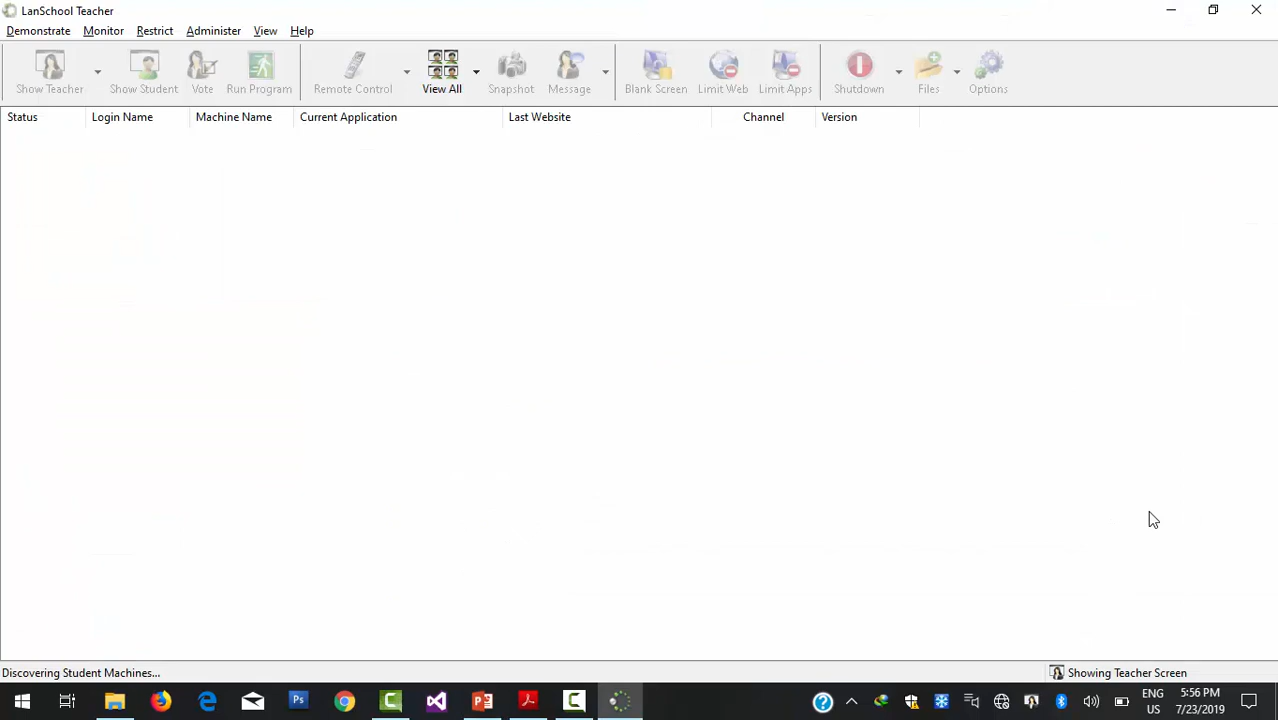 LanSchool Teacher
Demonstrate Monitor Restrict Administer View Help
Show Teacher Show Student Vote Run Program Remote Control View All Snapshot Message Blank Screen Limit Web Limit Apps Shutdown Files Options
Status Login Name Machine Name Current Application Last Website Channel Version
Discovering Student Machines... Showing Teacher Screen
Ps
ENG 5:56 PM
US 7/23/2019